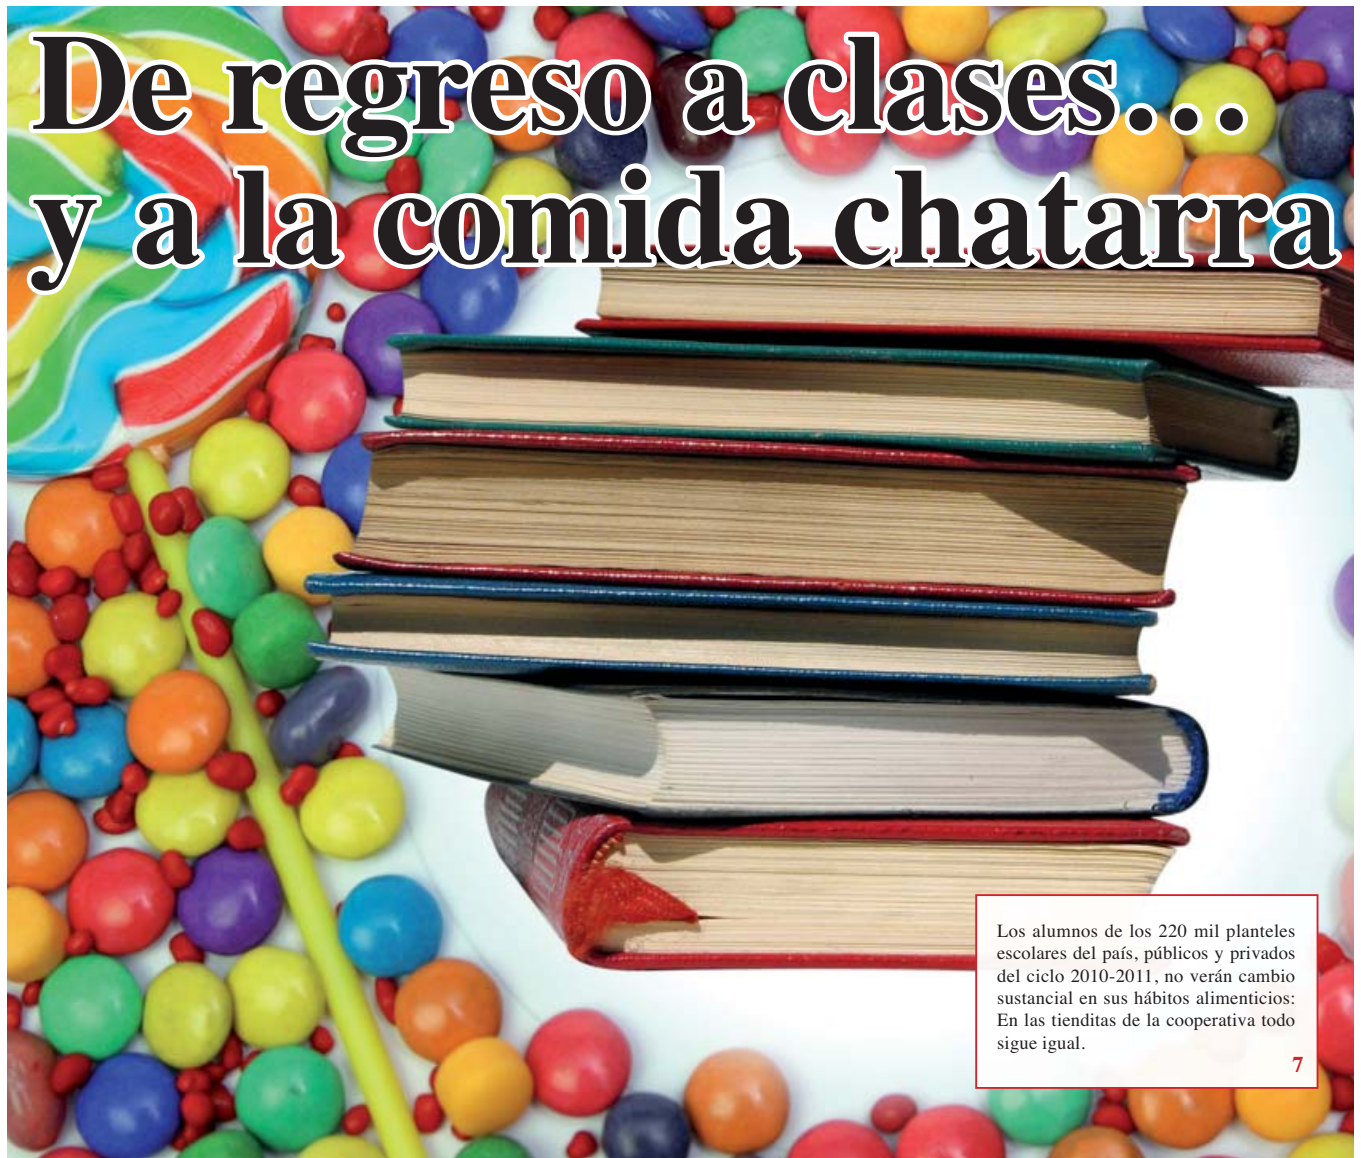 De regreso a clases...
y a la comida chatarra
Los alumnos de los 220 mil planteles
escolares del país, públicos y privados
del ciclo 2010-2011, no verán cambio
sustancial en sus hábitos alimenticios:
En las tienditas de la cooperativa todo
sigue igual.
7